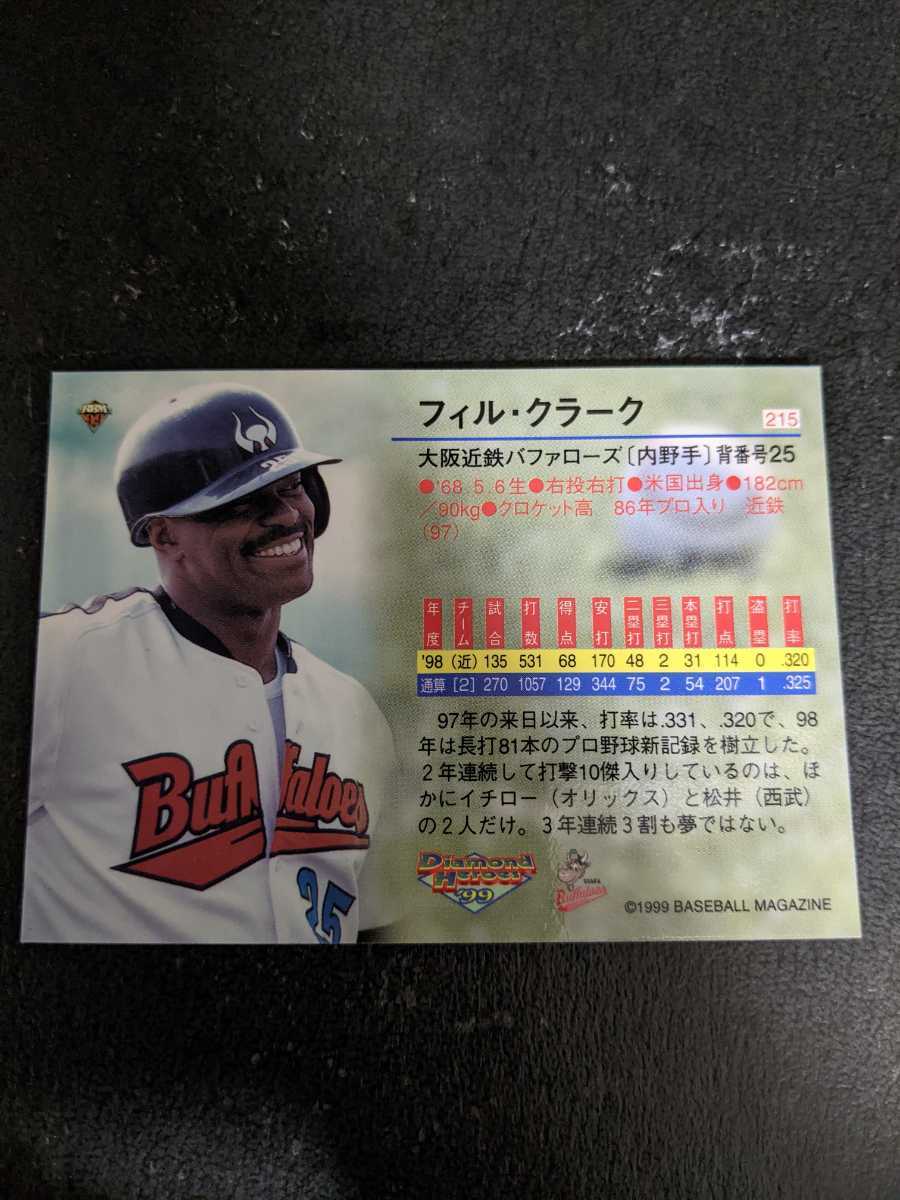 BBM
フィル・クラーク
215
大阪近鉄バファローズ〔内野手〕背番号25
●'68.5.6生●右投右打●米国出身●182cm
／90kg●クロケット高　86年プロ入り　近鉄
(97)
年度 チーム 試合 打数 得点 安打 二塁打 三塁打 本塁打 打点 盗塁 打率
'98 (近) 135 531 68 170 48 2 31 114 0 .320
通算 [2] 270 1057 129 344 75 2 54 207 1 .325
97年の来日以来、打率は.331、.320で、98
年は長打81本のプロ野球新記録を樹立した。
２年連続して打撃10傑入りしているのは、ほ
かにイチロー（オリックス）と松井（西武）
の２人だけ。３年連続３割も夢ではない。
Buffaloes
25
Diamond
Heroes
'99
OSAKA
Buffaloes
©1999 BASEBALL MAGAZINE